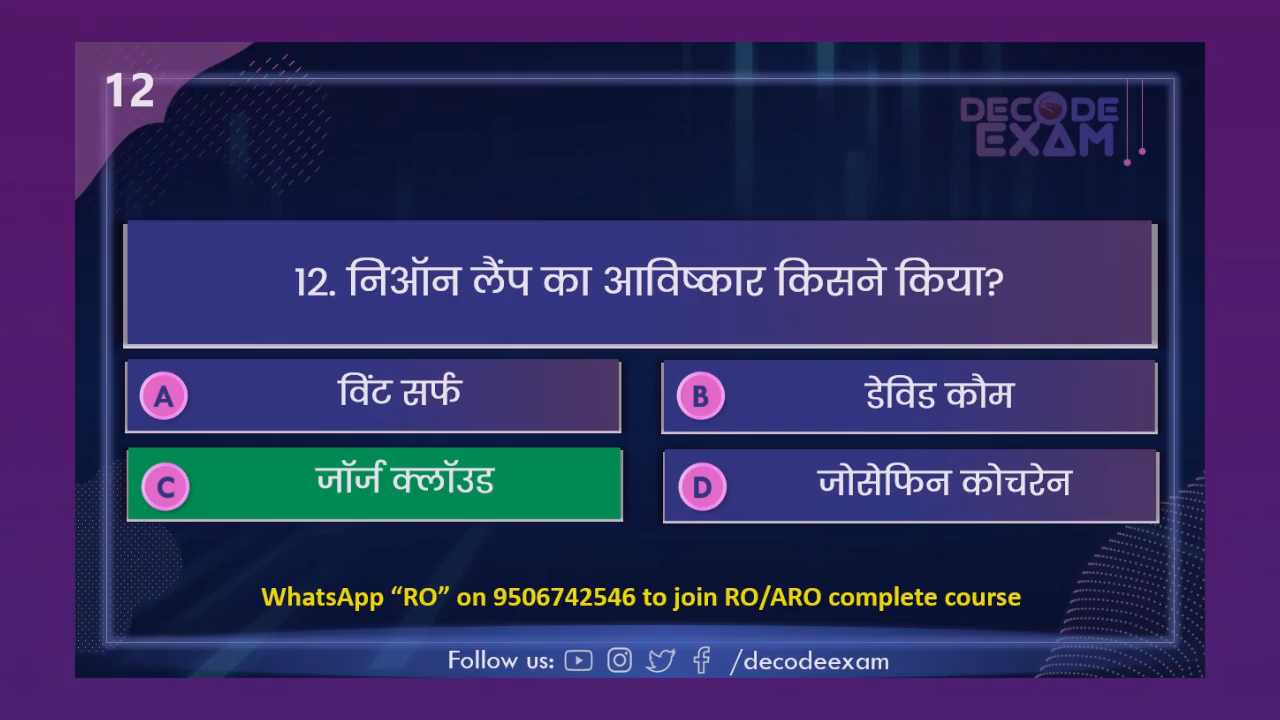 12
DECODE
EXAM
12. निऑन लैंप का आविष्कार किसने किया?
A विंट सर्फ
B डेविड कौम
C जॉर्ज क्लॉउड
D जोसेफिन कोचरेन
WhatsApp “RO” on 9506742546 to join RO/ARO complete course
Follow us: /decodeexam